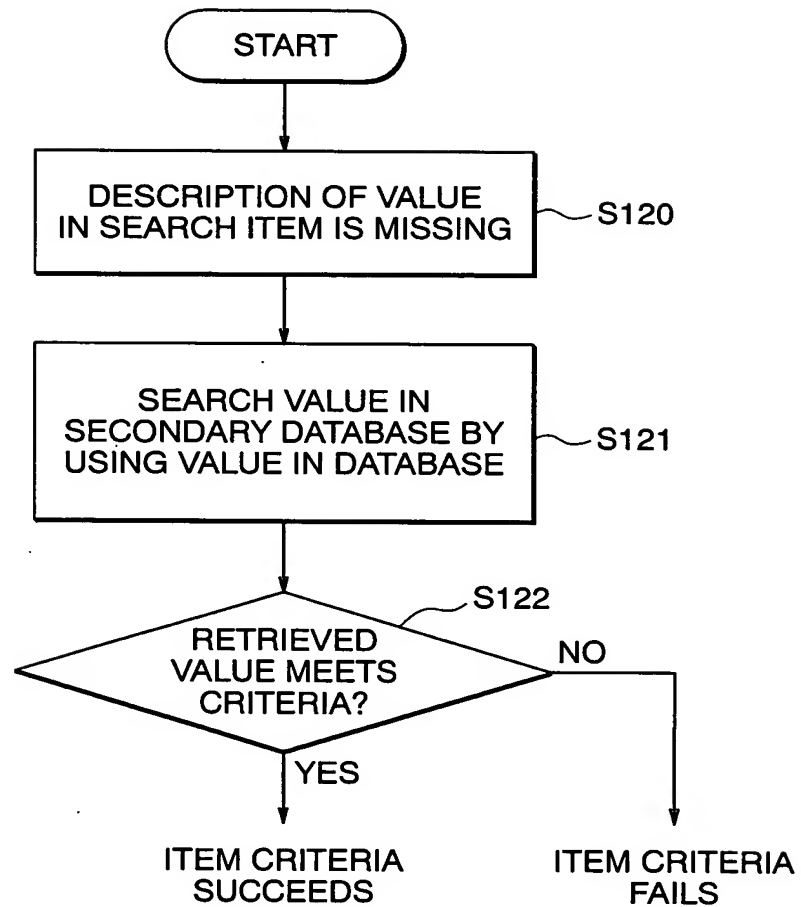 START
DESCRIPTION OF VALUE
IN SEARCH ITEM IS MISSING
S120
SEARCH VALUE IN
SECONDARY DATABASE BY
USING VALUE IN DATABASE
S121
S122
RETRIEVED
VALUE MEETS
CRITERIA?
NO
YES
ITEM CRITERIA
SUCCEEDS
ITEM CRITERIA
FAILS